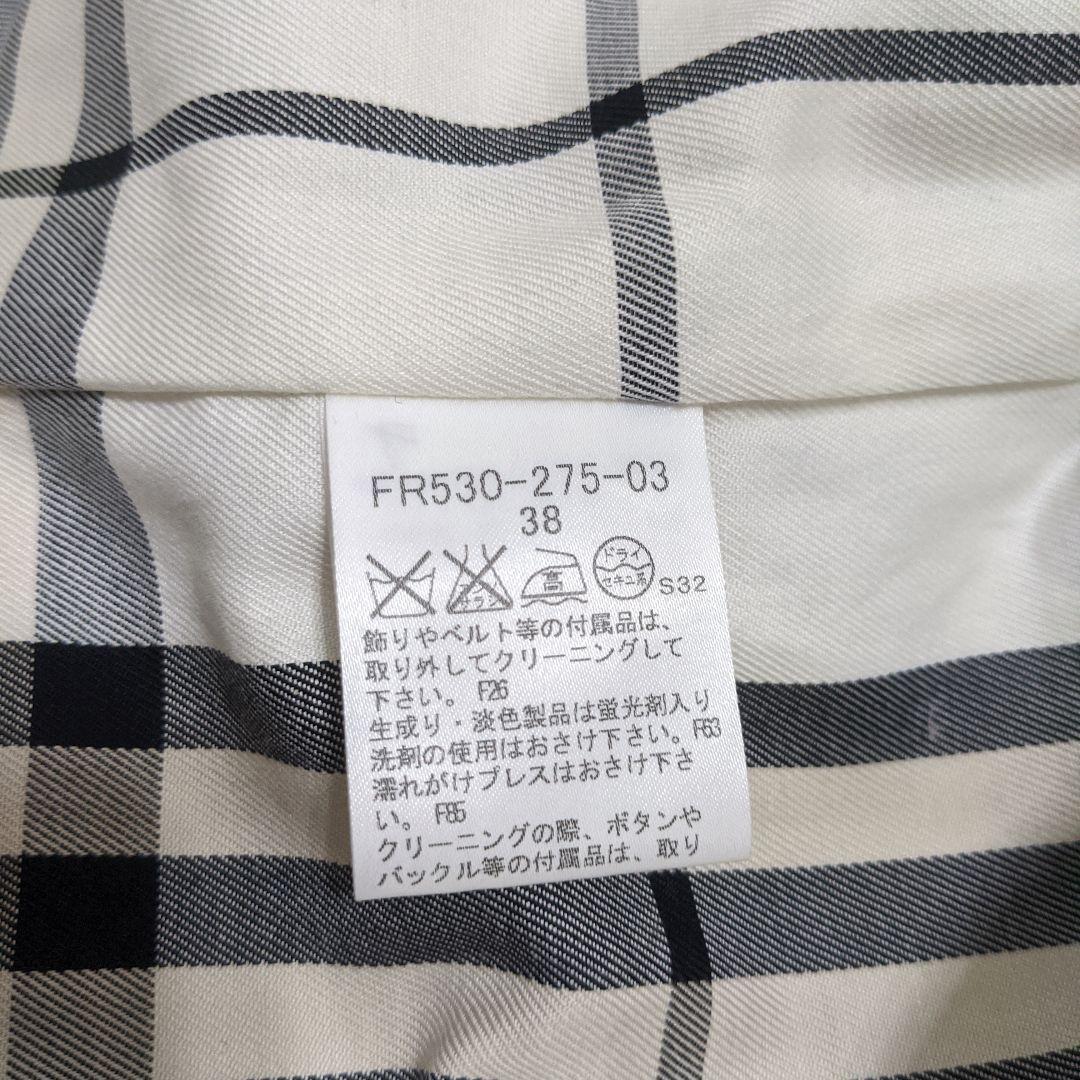 FR530-275-03
38
サラシ
高
ドライ
セキユ系
S32
飾りやベルト等の付属品は、
取り外してクリーニングして
下さい。 F26
生成り・淡色製品は蛍光剤入り
洗剤の使用はおさけ下さい。F63
濡れがけプレスはおさけ下さ
い。 F85
クリーニングの際、ボタンや
バックル等の付属品は、取り